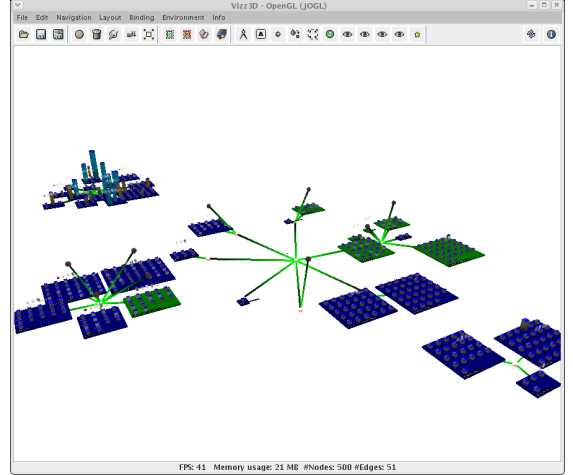 Vizz3D - OpenGL (JOGL)
File Edit Navigation Layout Binding Environment Info
A A
FPS: 41 Memory usage: 21 MB #Nodes: 500 #Edges: 51